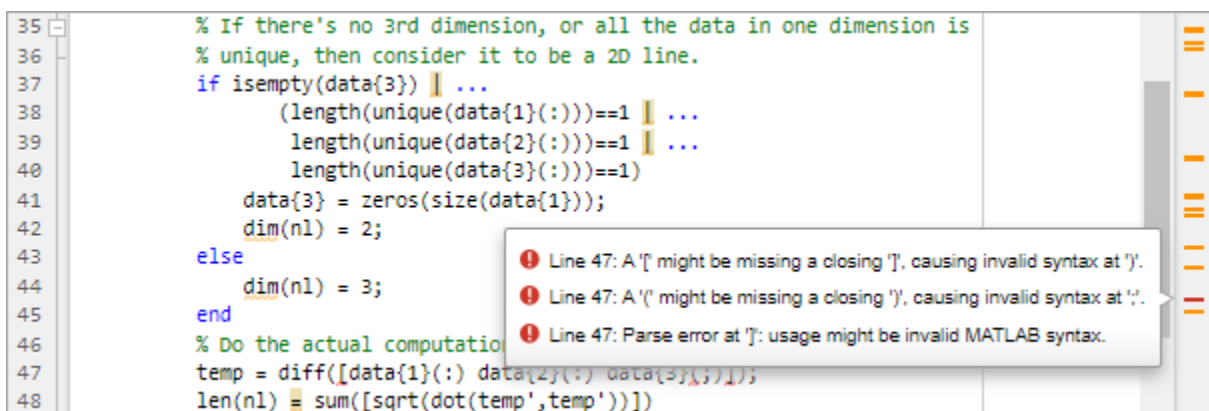 35 % If there's no 3rd dimension, or all the data in one dimension is
36 % unique, then consider it to be a 2D line.
37 if isempty(data{3}) | ...
38 (length(unique(data{1}(:)))==1 | ...
39 length(unique(data{2}(:)))==1 | ...
40 length(unique(data{3}(:)))==1)
41 data{3} = zeros(size(data{1}));
42 dim(nl) = 2;
43 else
44 dim(nl) = 3;
45 end
46 % Do the actual computatio
47 temp = diff([data{1}(:) data{2}(:) data{3}(;)]);
48 len(nl) = sum([sqrt(dot(temp',temp'))])
Line 47: A '[' might be missing a closing ']', causing invalid syntax at ')'.
Line 47: A '(' might be missing a closing ')', causing invalid syntax at ';'.
Line 47: Parse error at ']': usage might be invalid MATLAB syntax.